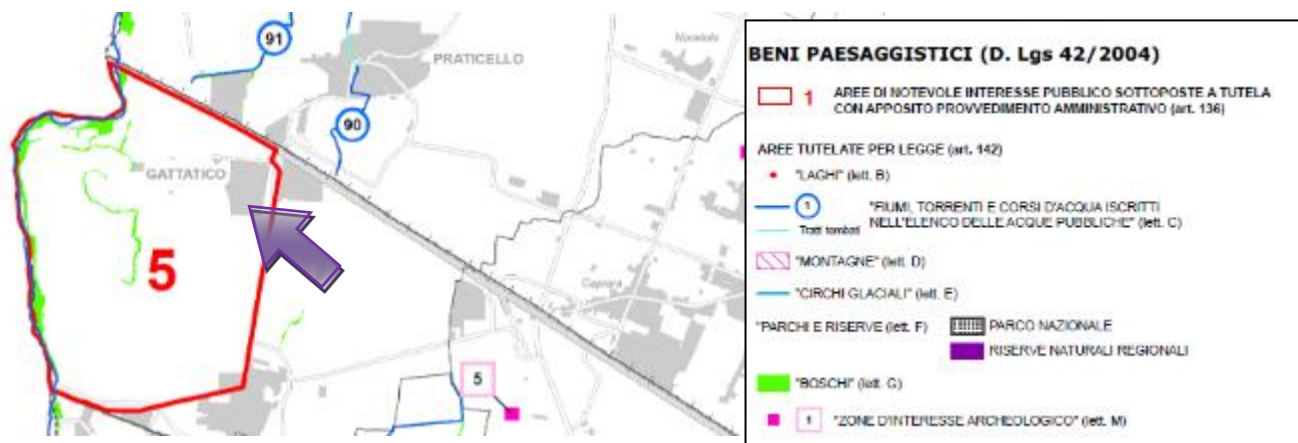 91
PRATICELLO
90
GATTATICO
5
Caprara
5
BENI PAESAGGISTICI (D. Lgs 42/2004)
1 AREE DI NOTEVOLE INTERESSE PUBBLICO SOTTOPOSTE A TUTELA
CON APPOSITO PROVVEDIMENTO AMMINISTRATIVO (art. 136)
AREE TUTELATE PER LEGGE (art. 142)
"LAGHI" (lett. B)
1 "FIUMI, TORRENTI E CORSI D'ACQUA ISCRITTI
Tratti tombati NELL'ELENCO DELLE ACQUE PUBBLICHE" (lett. C)
"MONTAGNE" (lett. D)
"CIRCHI GLACIALI" (lett. E)
"PARCHI E RISERVE (lett. F) PARCO NAZIONALE
RISERVE NATURALI REGIONALI
"BOSCHI" (lett. G)
1 "ZONE D'INTERESSE ARCHEOLOGICO" (lett. M)